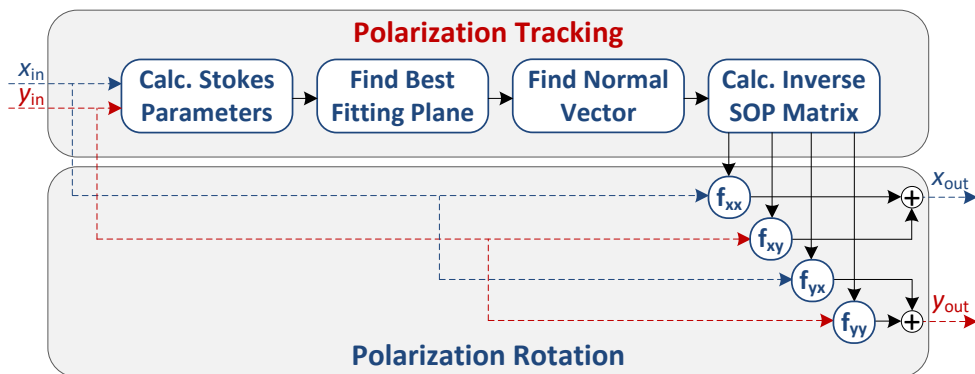 Polarization Tracking
x_in
y_in
Calc. Stokes
Parameters
Find Best
Fitting Plane
Find Normal
Vector
Calc. Inverse
SOP Matrix
f_xx
+
x_out
f_xy
f_yx
f_yy
+
y_out
Polarization Rotation